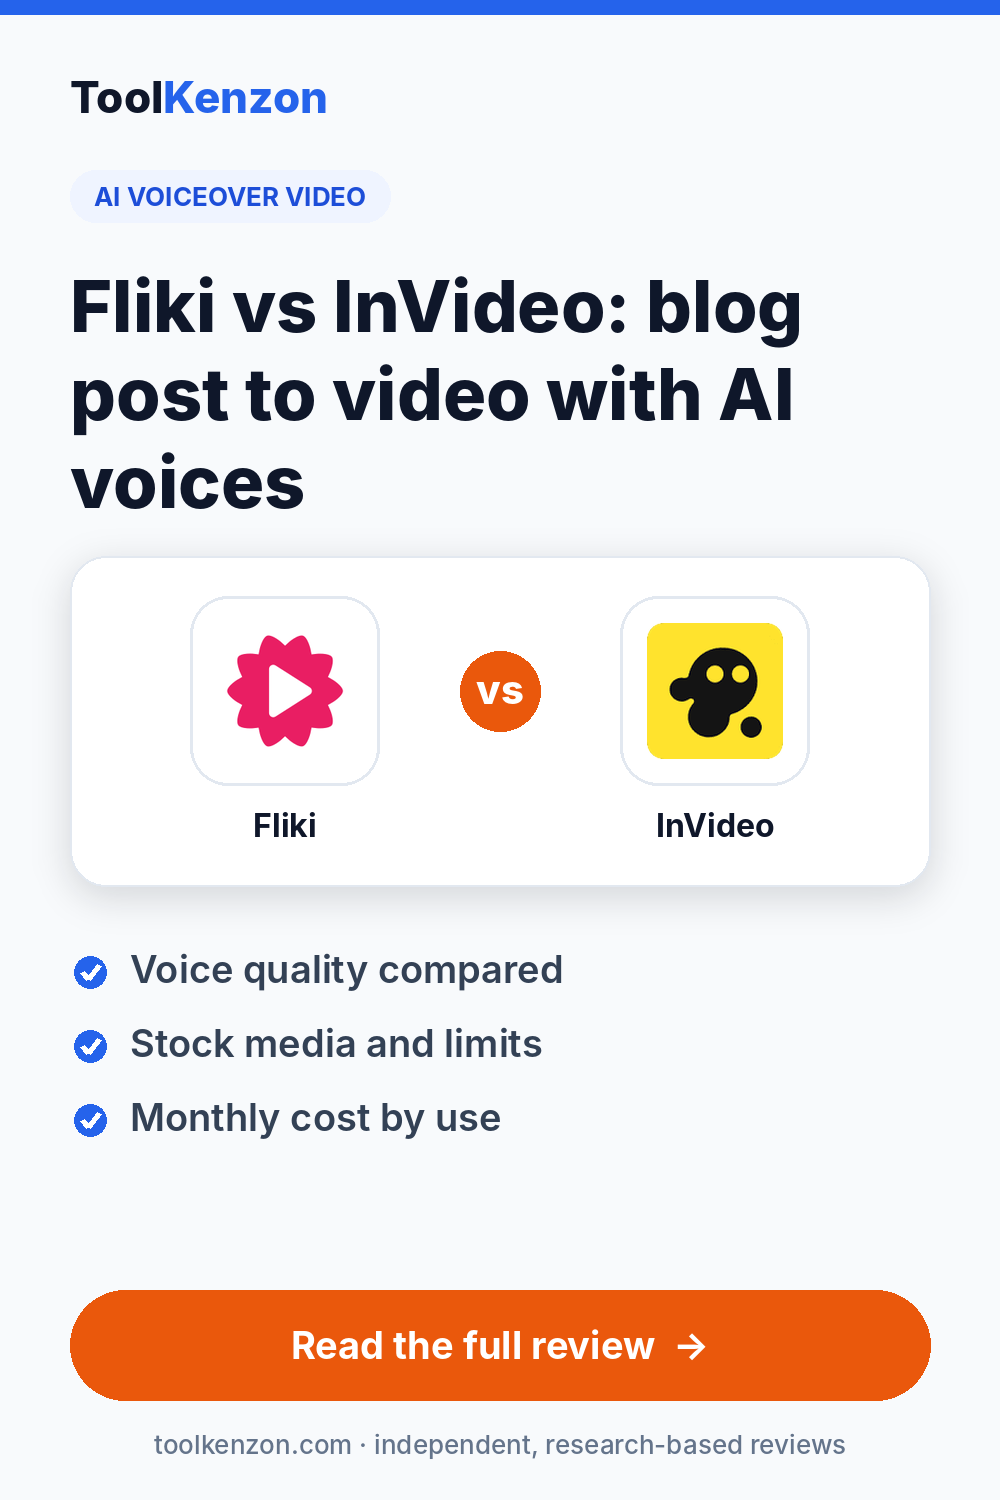 ToolKenzon
AI VOICEOVER VIDEO
Fliki vs InVideo: blog
post to video with AI
voices
vs
Fliki
InVideo
Voice quality compared
Stock media and limits
Monthly cost by use
Read the full review →
toolkenzon.com · independent, research-based reviews